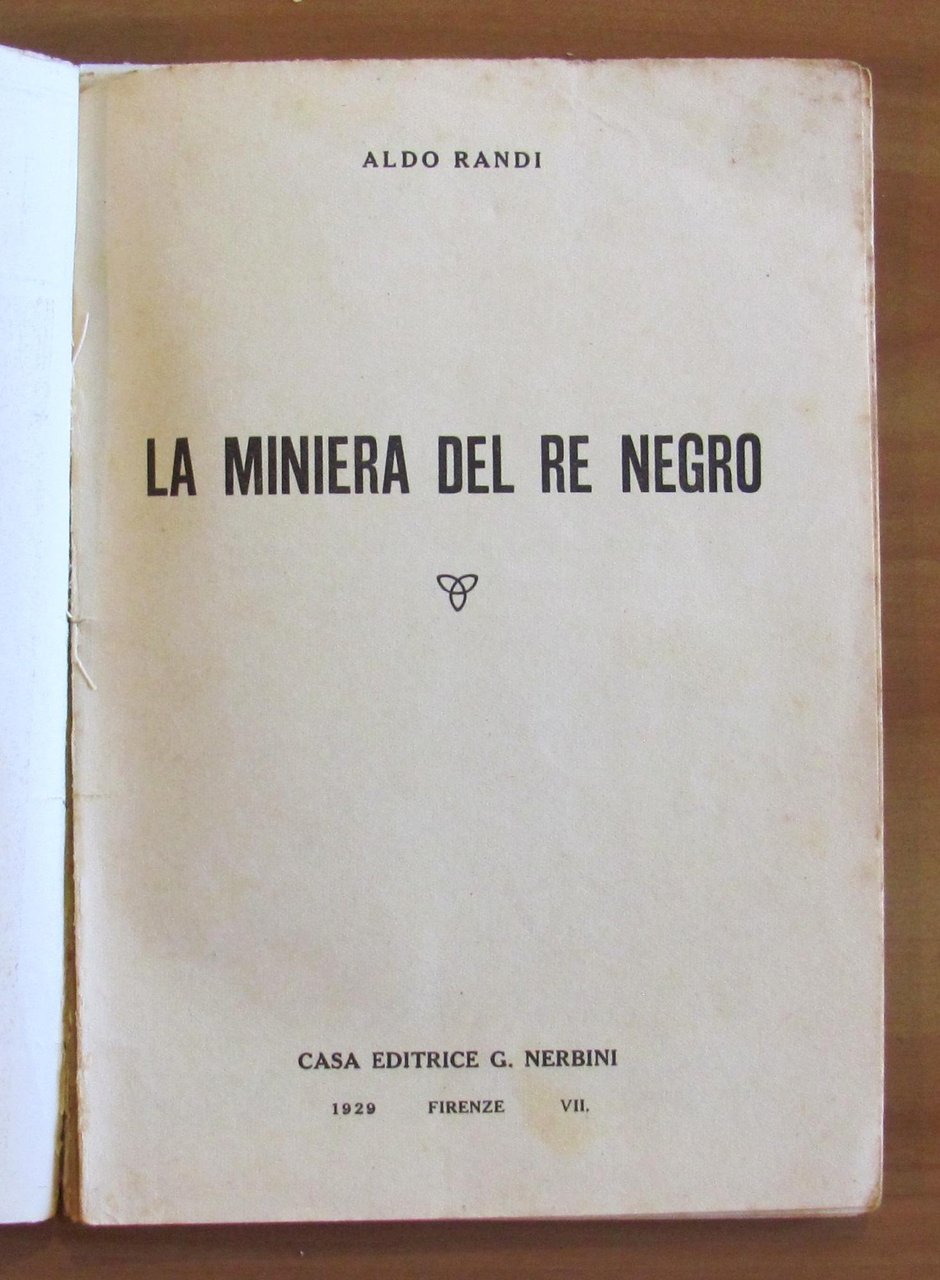 ALDO RANDI
LA MINIERA DEL RE NEGRO
CASA EDITRICE G. NERBINI
1929 FIRENZE VII.